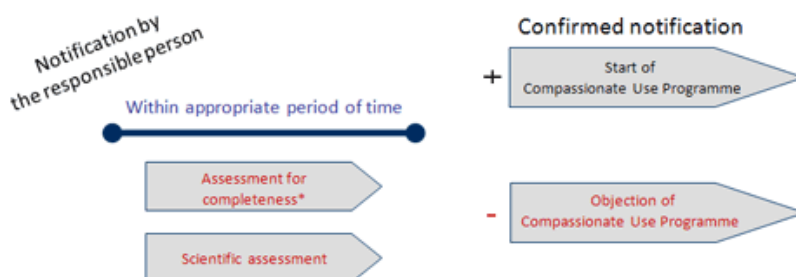 Notification by
the responsible person
Within appropriate period of time
Assessment for
completeness*
Scientific assessment
Confirmed notification
+
Start of
Compassionate Use Programme
-
Objection of
Compassionate Use Programme